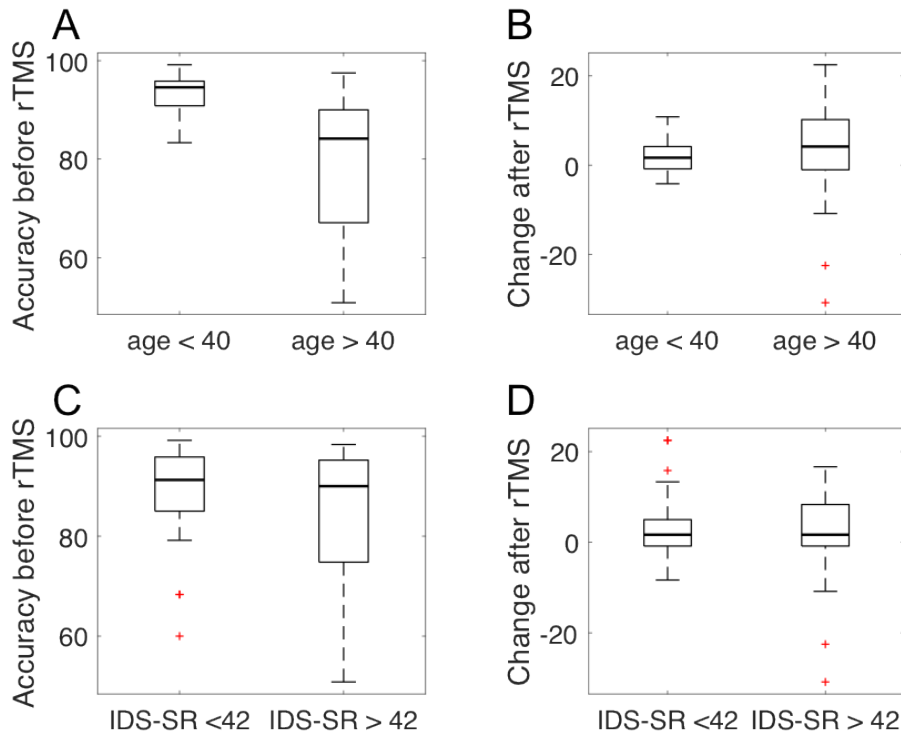 A
Accuracy before rTMS
100
80
60
age < 40
age > 40
B
Change after rTMS
20
0
-20
age < 40
age > 40
C
Accuracy before rTMS
100
80
60
IDS-SR <42
IDS-SR > 42
D
Change after rTMS
20
0
-20
IDS-SR <42
IDS-SR > 42